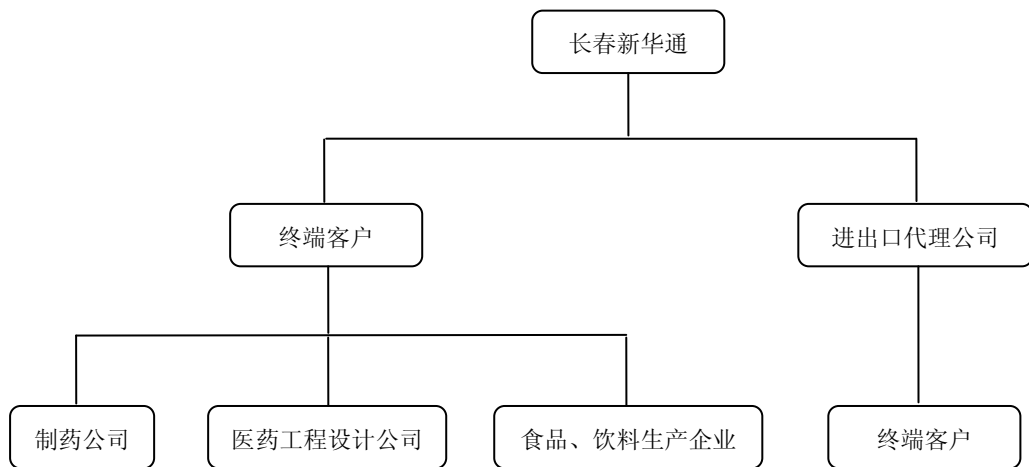 长春新华通
终端客户
进出口代理公司
制药公司
医药工程设计公司
食品、饮料生产企业
终端客户